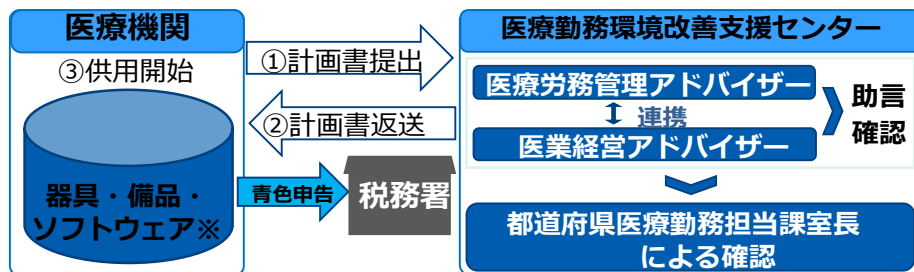 医療機関
③供用開始
器具・備品・
ソフトウェア※
①計画書提出
②計画書返送
青色申告
税務署
医療勤務環境改善支援センター
医療労務管理アドバイザー
連携
医業経営アドバイザー
助言
確認
都道府県医療勤務担当課室長
による確認